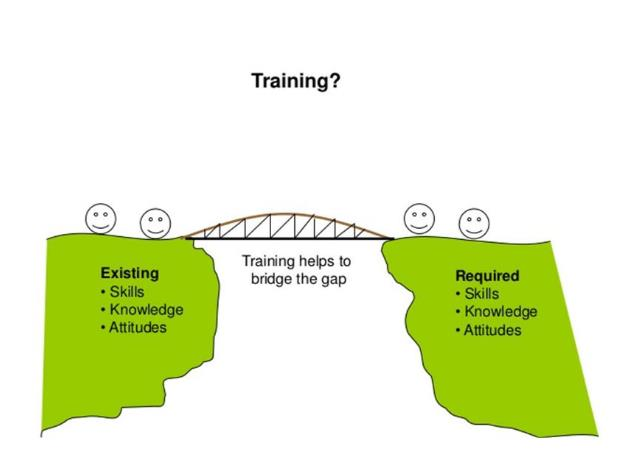 Training?
Training helps to
bridge the gap
Existing
• Skills
• Knowledge
• Attitudes
Required
• Skills
• Knowledge
• Attitudes